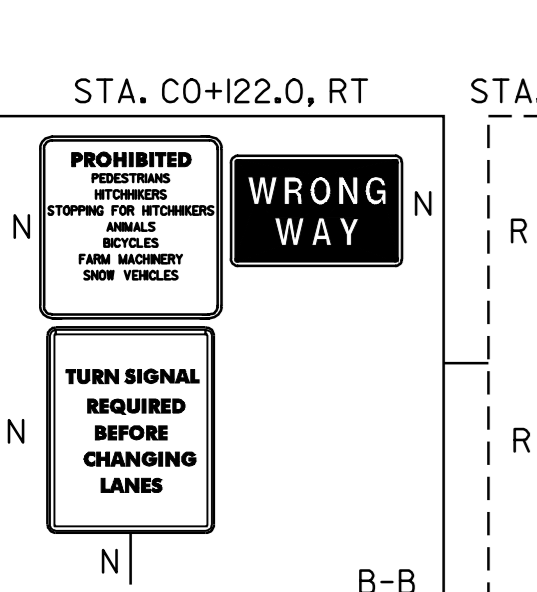 STA. CO+122.0, RT
STA.
PROHIBITED
PEDESTRIANS
HITCHHIKERS
STOPPING FOR HITCHHIKERS
ANIMALS
BICYCLES
FARM MACHINERY
SNOW VEHICLES
N
WRONG
WAY
N
R
TURN SIGNAL
REQUIRED
BEFORE
CHANGING
LANES
N
R
N
B-B